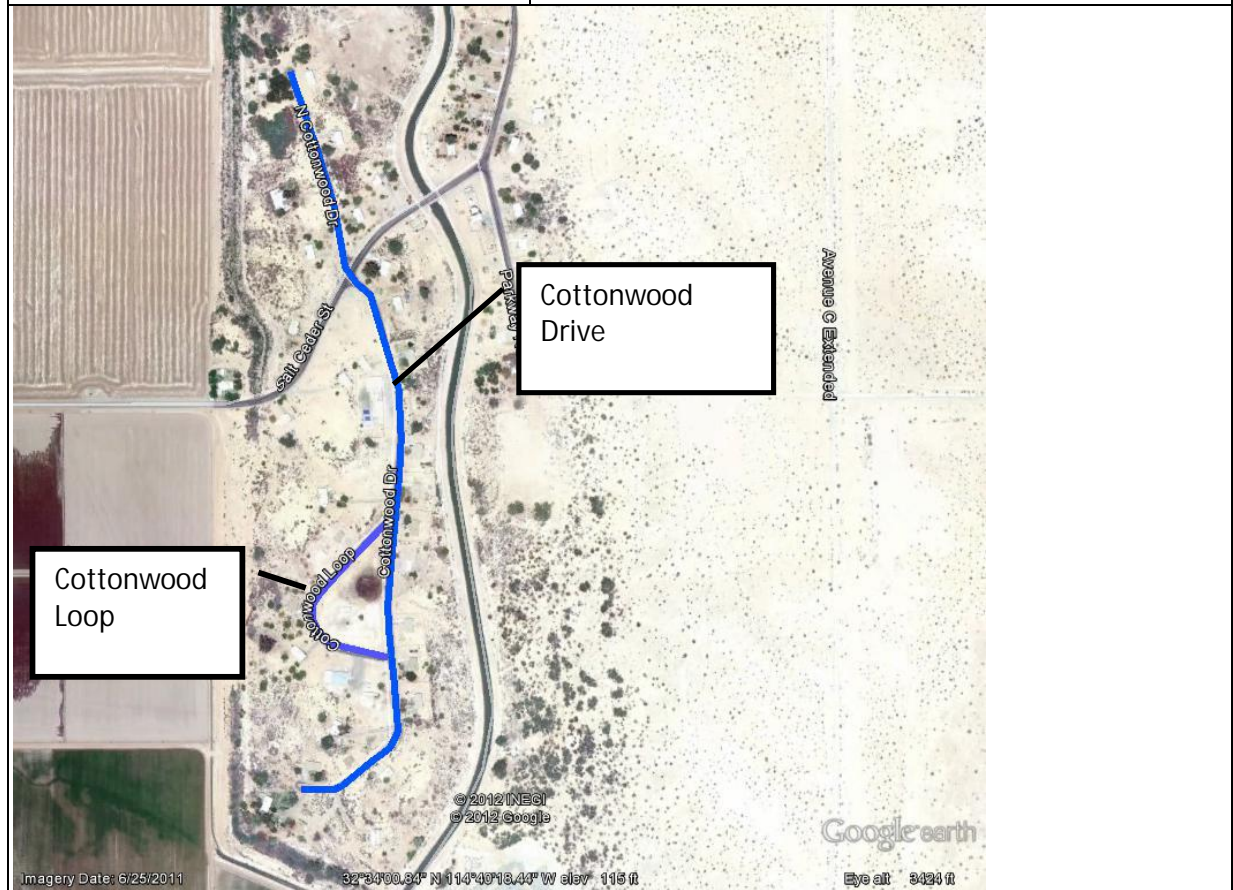 N Cottonwood Dr
Cottonwood
Drive
Parkway
Avenue C Extended
Salt Ceder St
Cottonwood Dr
Cottonwood Loop
Cottonwood
Loop
Cottonwood
© 2012 INEGI
© 2012 Google
Google earth
Imagery Date: 6/25/2011
32°34'00.84" N 114°40'18.44" W elev 115 ft
Eye alt 3424 ft